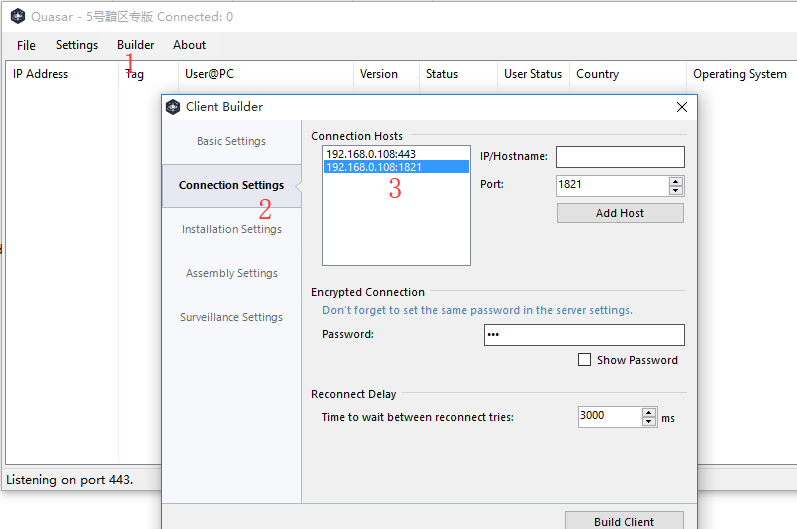 Quasar - 5号黯区专版 Connected: 0
File Settings Builder About
1
IP Address Tag User@PC Version Status User Status Country Operating System
Client Builder
Basic Settings
Connection Settings
2
Installation Settings
Assembly Settings
Surveillance Settings
Connection Hosts
192.168.0.108:443
192.168.0.108:1821
3
IP/Hostname:
Port: 1821
Add Host
Encrypted Connection
Don't forget to set the same password in the server settings.
Password: •••
Show Password
Reconnect Delay
Time to wait between reconnect tries: 3000 ms
Listening on port 443.
Build Client